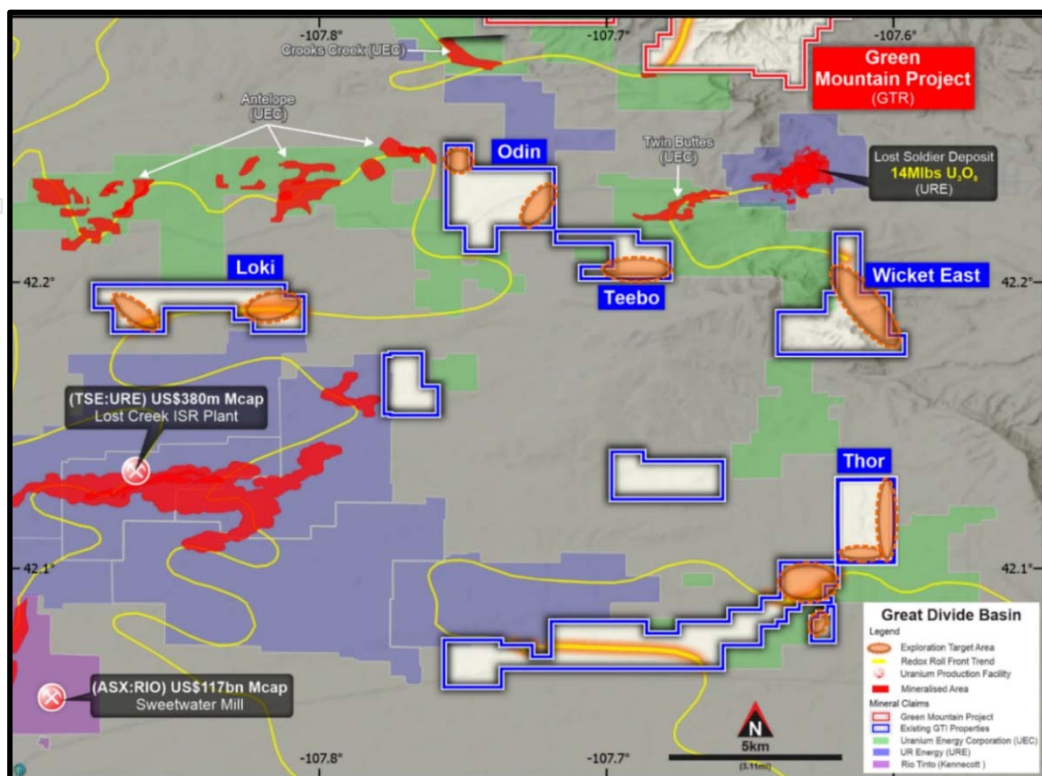 -107.8°
-107.7°
-107.6°
Crooks Creek (UEC)
Green
Mountain Project
(GTR)
Antelope
(UEC)
Odin
Twin Buttes
(UEC)
Lost Soldier Deposit
14Mlbs U₃O₈
(URE)
42.2°
Loki
Teebo
Wicket East
42.2°
(TSE:URE) US$380m Mcap
Lost Creek ISR Plant
Thor
42.1°
42.1°
(ASX:RIO) US$117bn Mcap
Sweetwater Mill
N
5km
(3.11mi)
-107.8°
-107.7°
Great Divide Basin
Legend
Exploration Target Area
Redox Roll Front Trend
Uranium Production Facility
Mineralised Area
Mineral Claims
Green Mountain Project
Existing GTI Properties
Uranium Energy Corporation (UEC)
UR Energy (URE)
Rio Tinto (Kennecott )